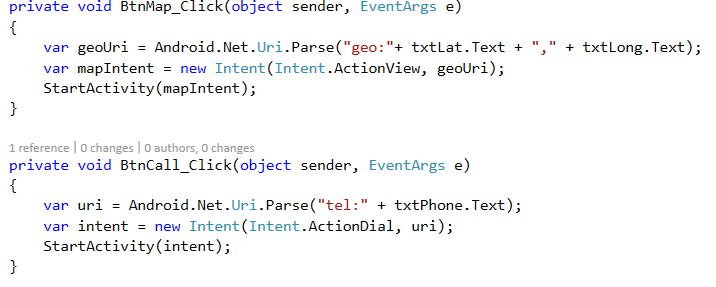 private void BtnMap_Click(object sender, EventArgs e)
{
var geoUri = Android.Net.Uri.Parse("geo:"+ txtLat.Text + "," + txtLong.Text);
var mapIntent = new Intent(Intent.ActionView, geoUri);
StartActivity(mapIntent);
}
1 reference | 0 changes | 0 authors, 0 changes
private void BtnCall_Click(object sender, EventArgs e)
{
var uri = Android.Net.Uri.Parse("tel:" + txtPhone.Text);
var intent = new Intent(Intent.ActionDial, uri);
StartActivity(intent);
}